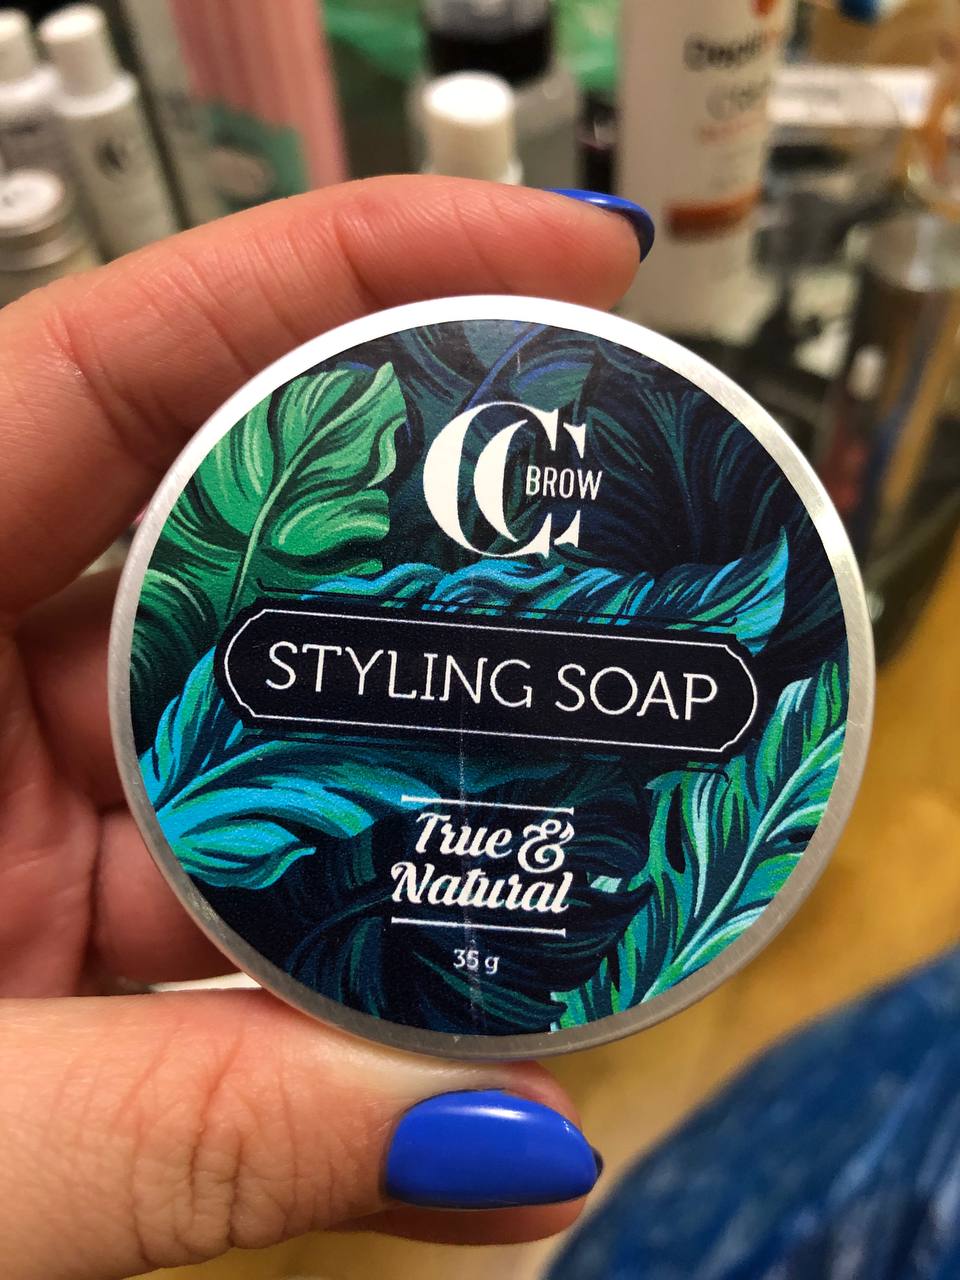 CC BROW
STYLING SOAP
True &
Natural
35 g